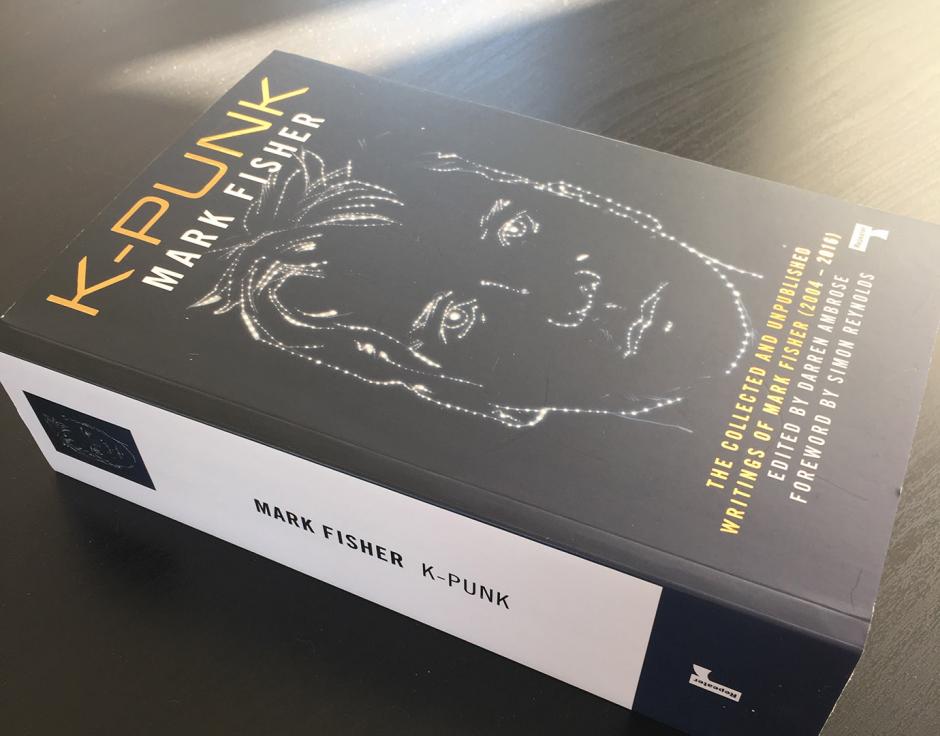 K-PUNK
MARK FISHER
THE COLLECTED AND UNPUBLISHED
WRITINGS OF MARK FISHER (2004 – 2016)
EDITED BY DARREN AMBROSE
FOREWORD BY SIMON REYNOLDS
Repeater
MARK FISHER K-PUNK
Repeater